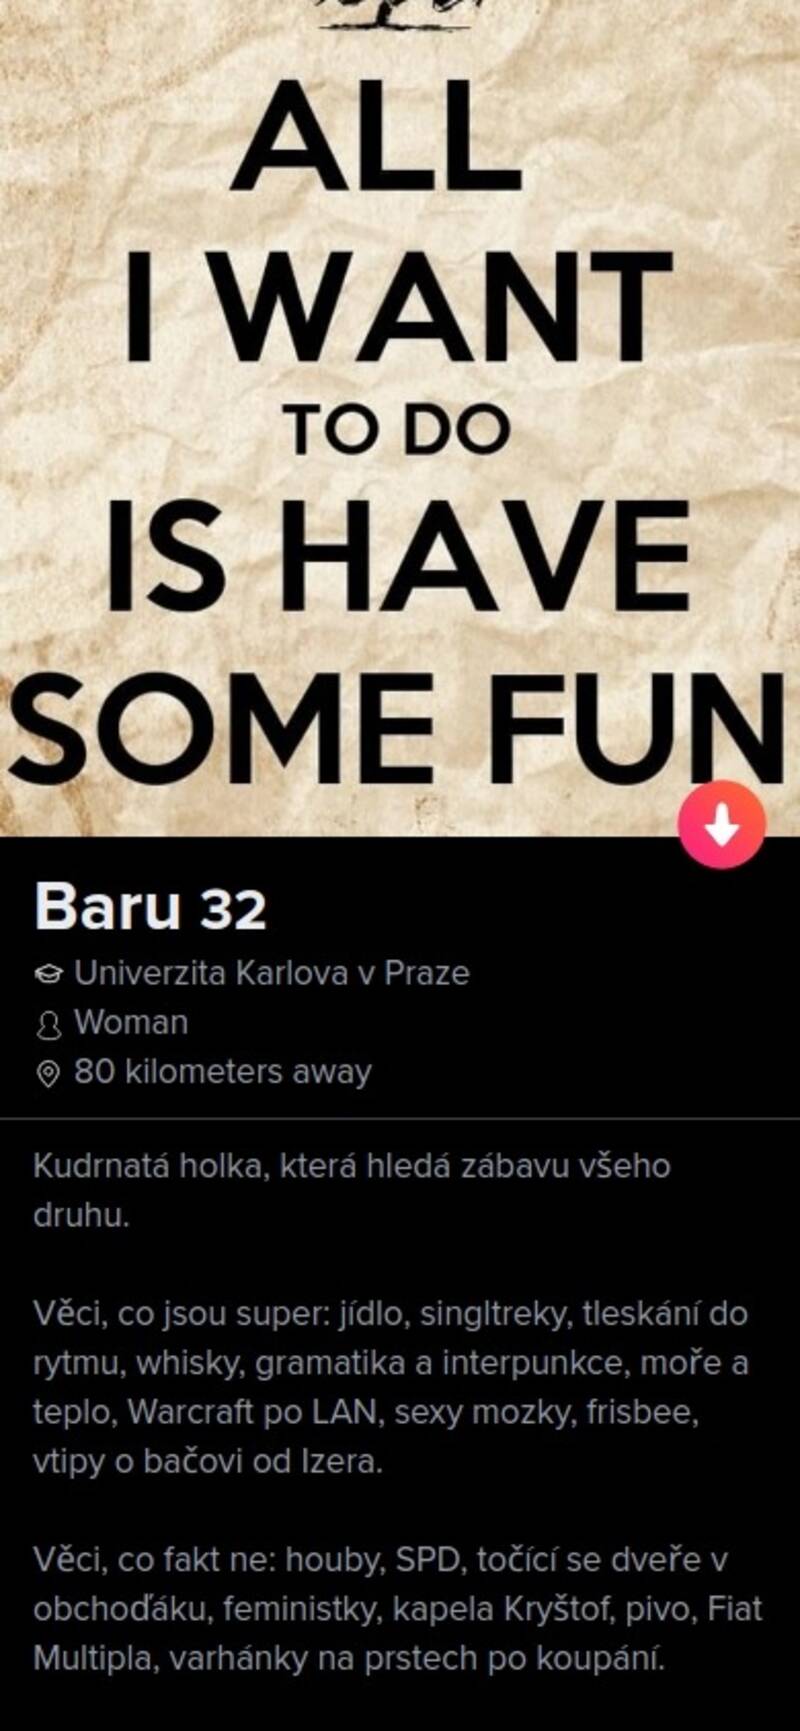 ALL
I WANT
TO DO
IS HAVE
SOME FUN
Baru 32
Univerzita Karlova v Praze
Woman
80 kilometers away
Kudrnatá holka, která hledá zábavu všeho
druhu.
Věci, co jsou super: jídlo, singltreky, tleskání do
rytmu, whisky, gramatika a interpunkce, moře a
teplo, Warcraft po LAN, sexy mozky, frisbee,
vtipy o bačovi od Izera.
Věci, co fakt ne: houby, SPD, točící se dveře v
obchoďáku, feministky, kapela Kryštof, pivo, Fiat
Multipla, varhánky na prstech po koupání.